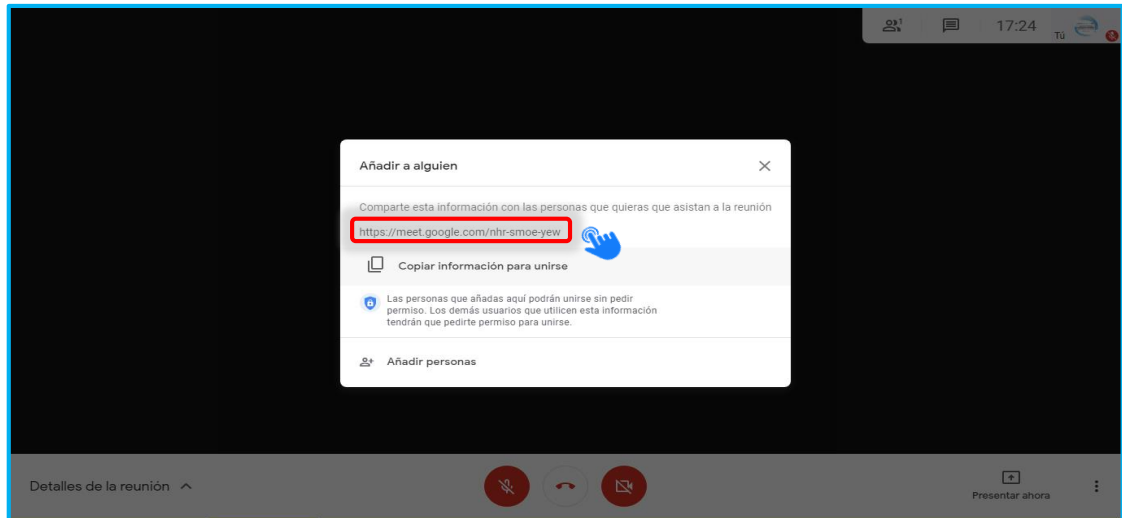 1
17:24
Tú
Añadir a alguien
Comparte esta información con las personas que quieras que asistan a la reunión
https://meet.google.com/nhr-smoe-yew
Copiar información para unirse
Las personas que añadas aquí podrán unirse sin pedir
permiso. Los demás usuarios que utilicen esta información
tendrán que pedirte permiso para unirse.
Añadir personas
Detalles de la reunión
Presentar ahora